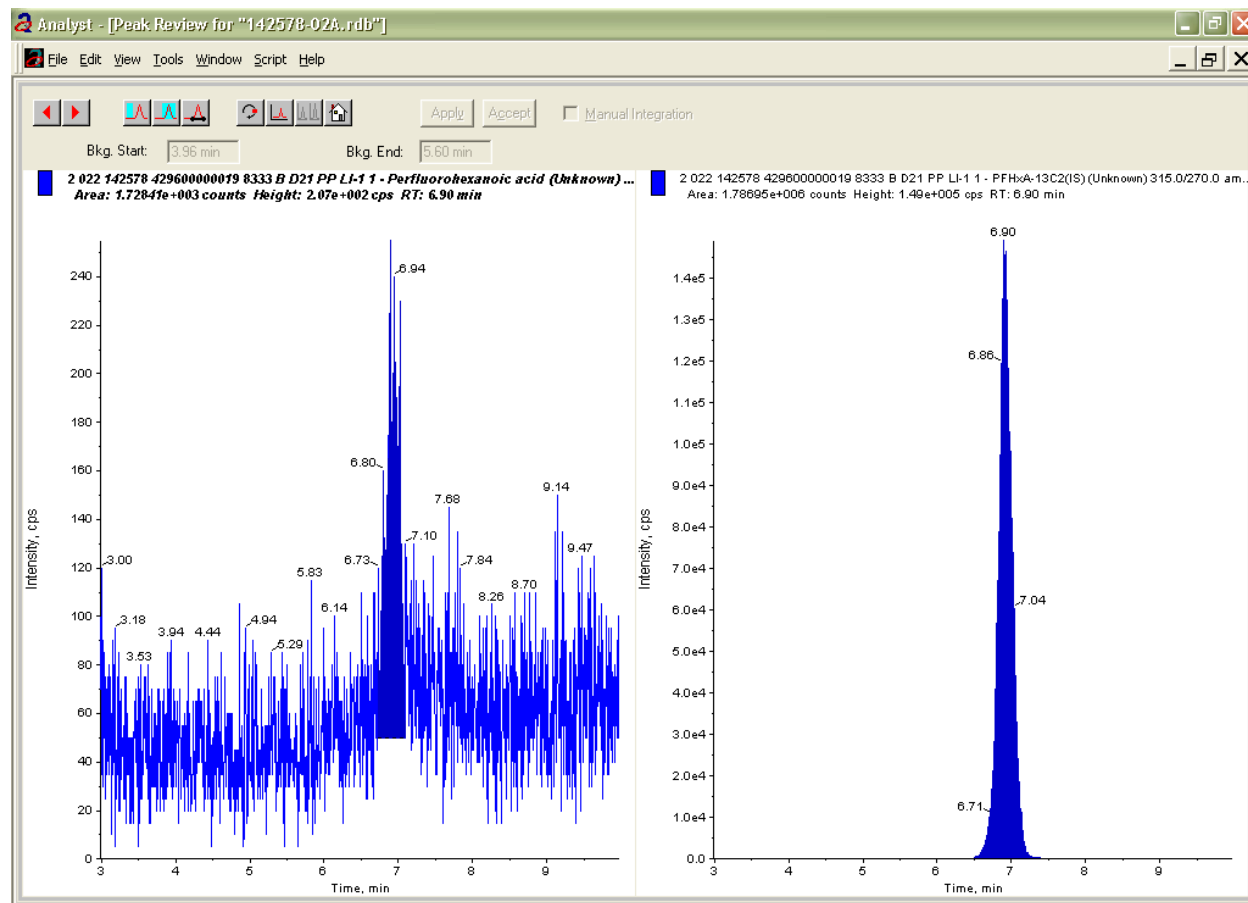 Analyst - [Peak Review for "142578-02A.rdb"]
File Edit View Tools Window Script Help
Apply Accept Manual Integration
Bkg. Start: 3.96 min Bkg. End: 5.60 min
2 022 142578 429600000019 8333 B D21 PP LI-1 1 - Perfluorohexanoic acid (Unknown) ...
Area: 1.72841e+003 counts Height: 2.07e+002 cps RT: 6.90 min
240
220
200
180
160
140
120
100
80
60
40
20
0
Intensity, cps
3.00
3.18
3.53
3.94
4.44
4.94
5.29
5.83
6.14
6.73
6.80
6.94
7.10
7.68
7.84
8.26
8.70
9.14
9.47
3 4 5 6 7 8 9
Time, min
2 022 142578 429600000019 8333 B D21 PP LI-1 1 - PFHxA-13C2(IS) (Unknown) 315.0/270.0 am...
Area: 1.78695e+006 counts Height: 1.49e+005 cps RT: 6.90 min
1.4e5
1.3e5
1.2e5
1.1e5
1.0e5
9.0e4
8.0e4
7.0e4
6.0e4
5.0e4
4.0e4
3.0e4
2.0e4
1.0e4
0.0
Intensity, cps
6.90
6.86
7.04
6.71
3 4 5 6 7 8 9
Time, min